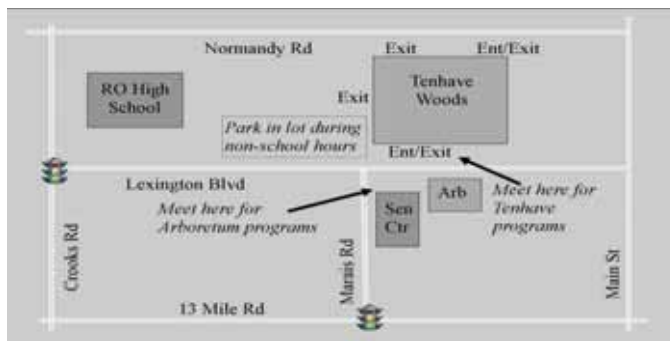 Normandy Rd
Exit
Ent/Exit
RO High
School
Tenhave
Woods
Exit
Park in lot during
non-school hours
Ent/Exit
Lexington Blvd
Meet here for
Arboretum programs
Arb
Meet here for
Tenhave
programs
Sen
Ctr
Crooks Rd
Marais Rd
Main St
13 Mile Rd